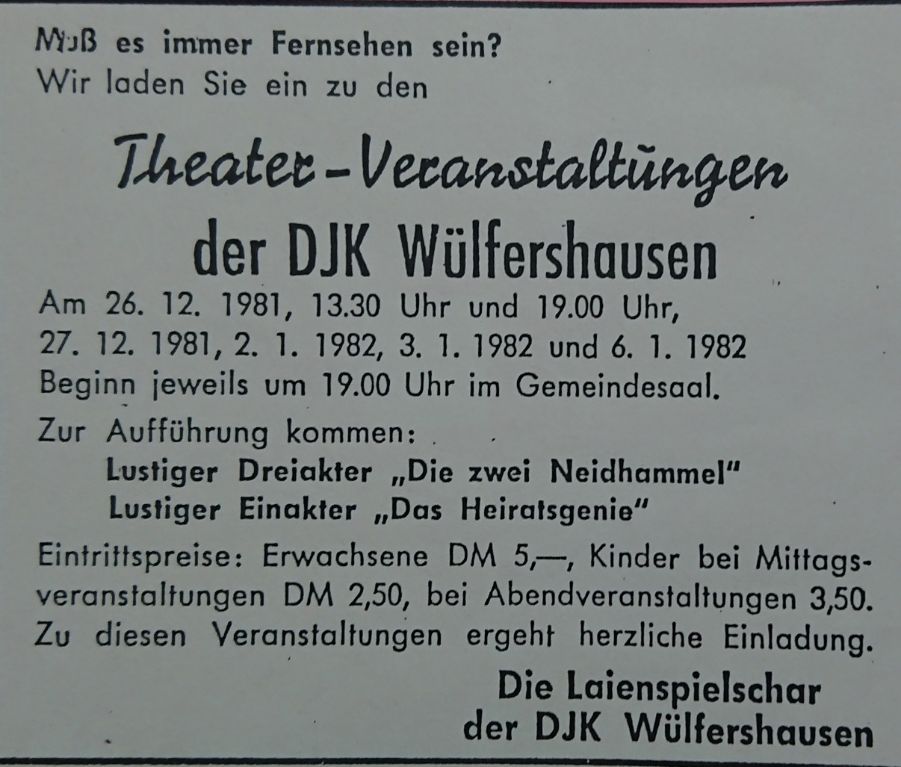 Muß es immer Fernsehen sein?
Wir laden Sie ein zu den
Theater-Veranstaltungen
der DJK Wülfershausen
Am 26. 12. 1981, 13.30 Uhr und 19.00 Uhr,
27. 12. 1981, 2. 1. 1982, 3. 1. 1982 und 6. 1. 1982
Beginn jeweils um 19.00 Uhr im Gemeindesaal.
Zur Aufführung kommen:
Lustiger Dreiakter „Die zwei Neidhammel“
Lustiger Einakter „Das Heiratsgenie“
Eintrittspreise: Erwachsene DM 5,—, Kinder bei Mittags-
veranstaltungen DM 2,50, bei Abendveranstaltungen 3,50.
Zu diesen Veranstaltungen ergeht herzliche Einladung.
Die Laienspielschar
der DJK Wülfershausen